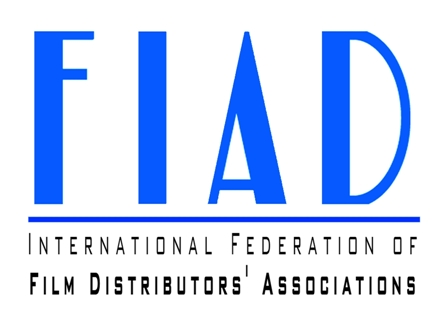 FIAD
INTERNATIONAL FEDERATION OF
FILM DISTRIBUTORS' ASSOCIATIONS